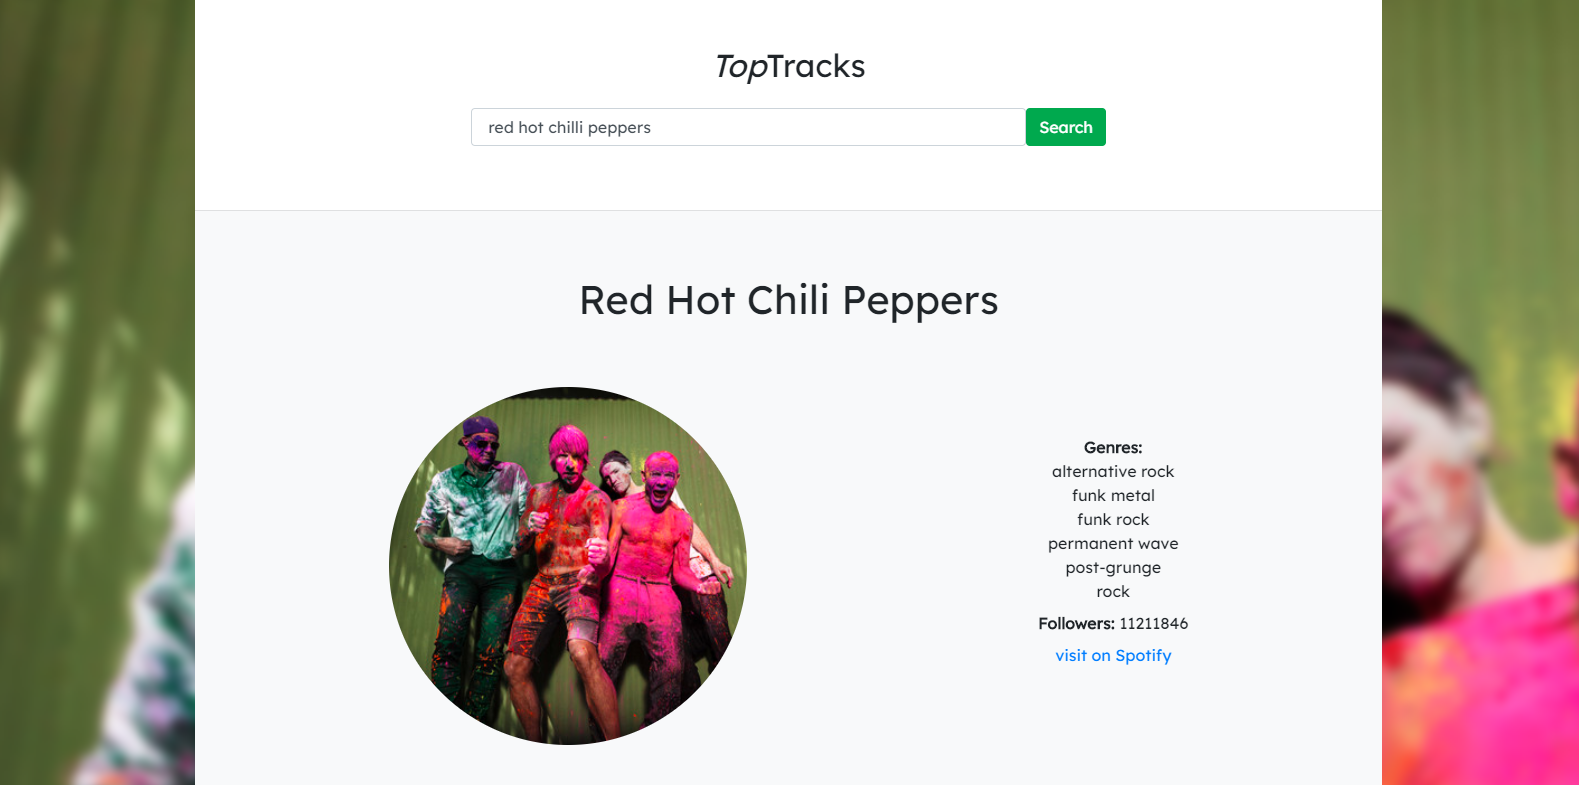 TopTracks
red hot chilli peppers
Search
Red Hot Chili Peppers
Genres:
alternative rock
funk metal
funk rock
permanent wave
post-grunge
rock
Followers: 11211846
visit on Spotify